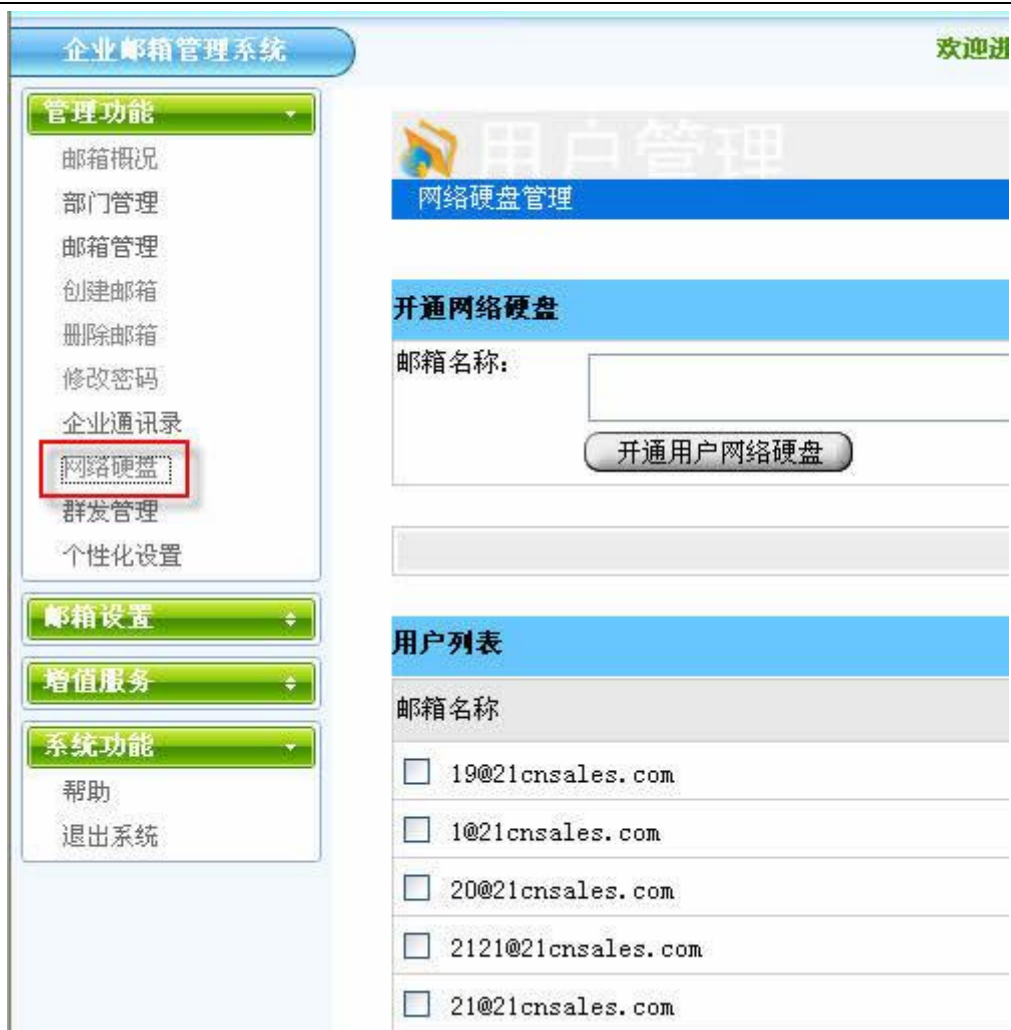 企业邮箱管理系统
欢迎进
管理功能
邮箱概况
部门管理
邮箱管理
创建邮箱
删除邮箱
修改密码
企业通讯录
网络硬盘
群发管理
个性化设置
邮箱设置
增值服务
系统功能
帮助
退出系统
用户管理
网络硬盘管理
开通网络硬盘
邮箱名称:
开通用户网络硬盘
用户列表
邮箱名称
19@21cnsales.com
1@21cnsales.com
20@21cnsales.com
2121@21cnsales.com
21@21cnsales.com